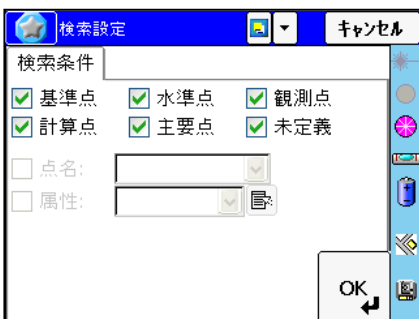 検索設定
キャンセル
検索条件
基準点 水準点 観測点
計算点 主要点 未定義
点名:
属性:
OK